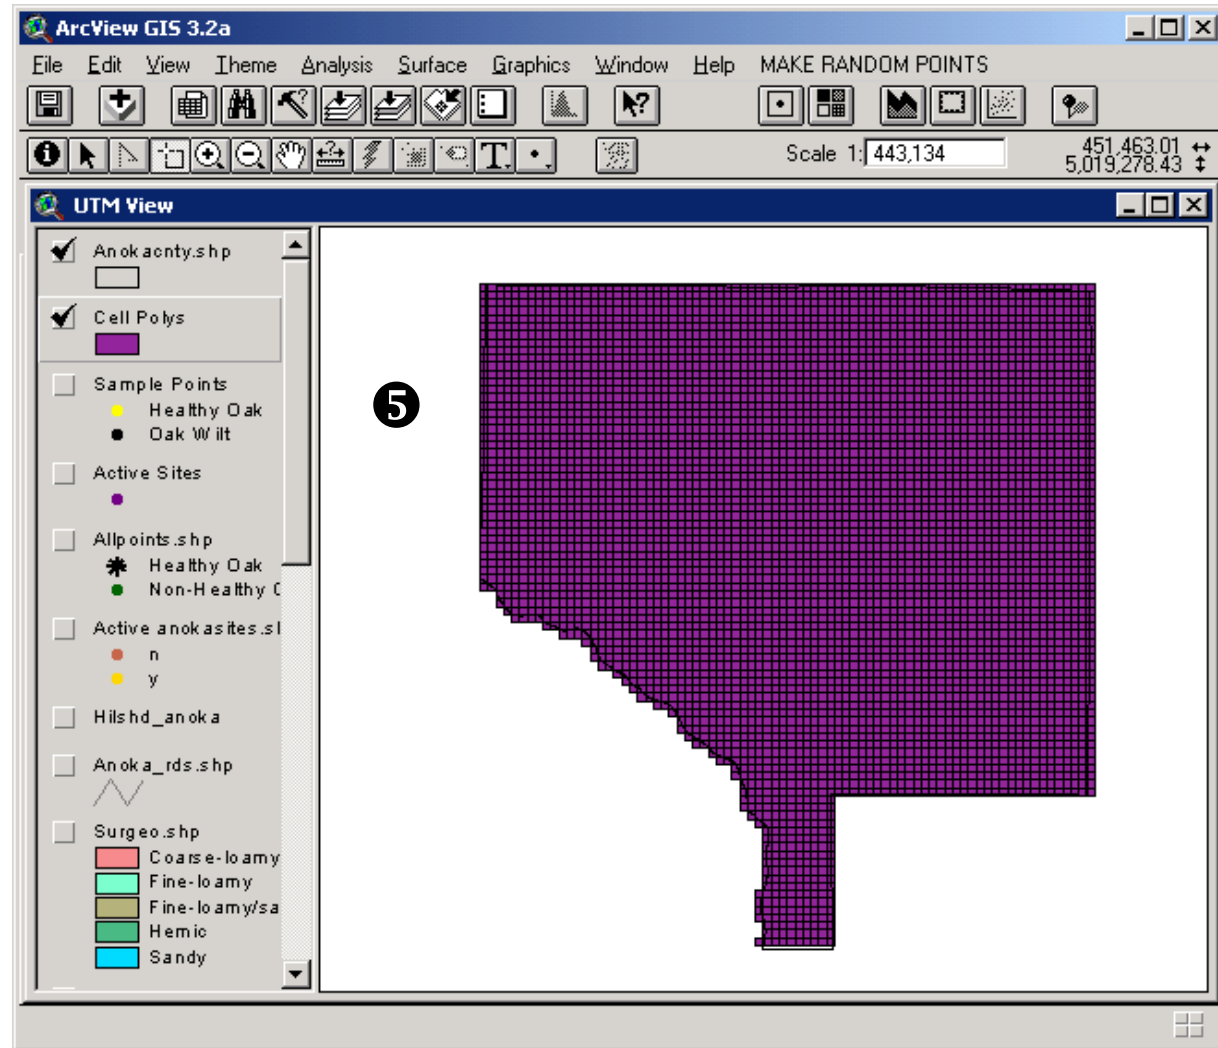 ArcView GIS 3.2a
File Edit View Theme Analysis Surface Graphics Window Help MAKE RANDOM POINTS
Scale 1: 443,134
451,463.01
5,019,278.43
UTM View
Anokacnty.shp
Cell Polys
Sample Points
Healthy Oak
Oak Wilt
Active Sites
Allpoints.shp
Healthy Oak
Non-Healthy
Active anokasites.s
n
y
Hilshd_anoka
Anoka_rds.shp
Surgeo.shp
Coarse-loamy
Fine-loamy
Fine-loamy/sa
Hemic
Sandy
5